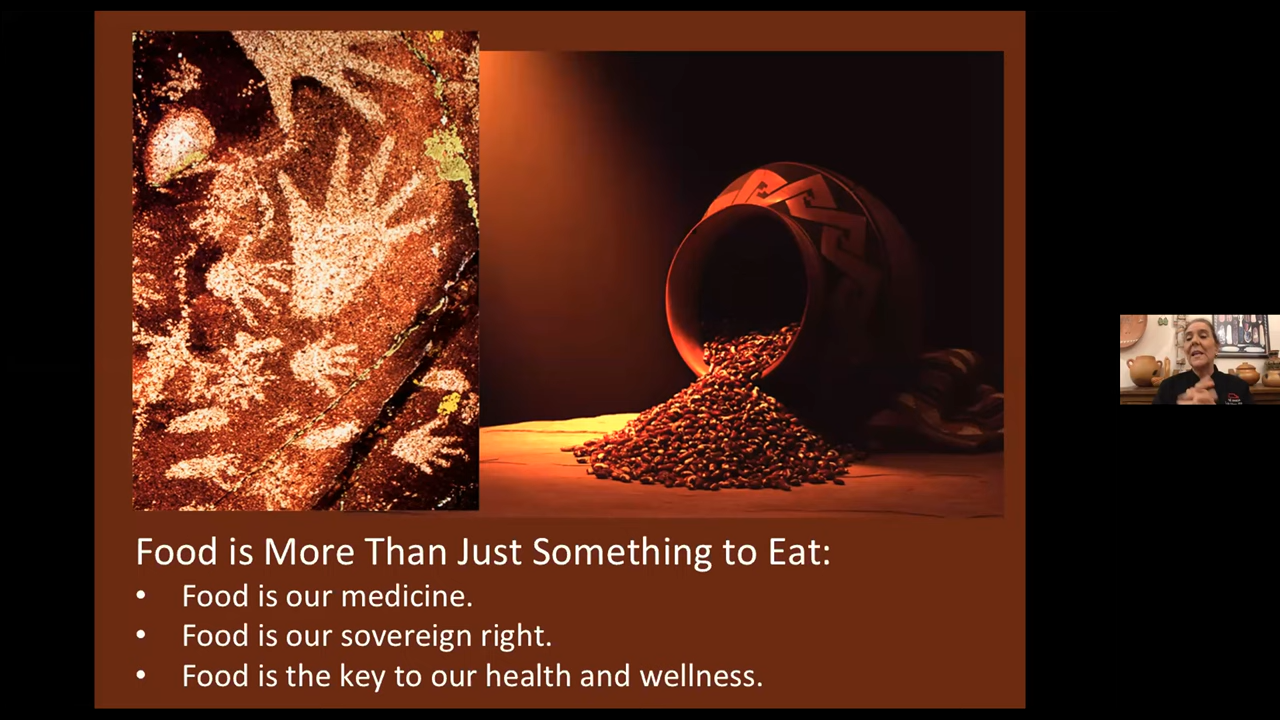 Food is More Than Just Something to Eat:
• Food is our medicine.
• Food is our sovereign right.
• Food is the key to our health and wellness.